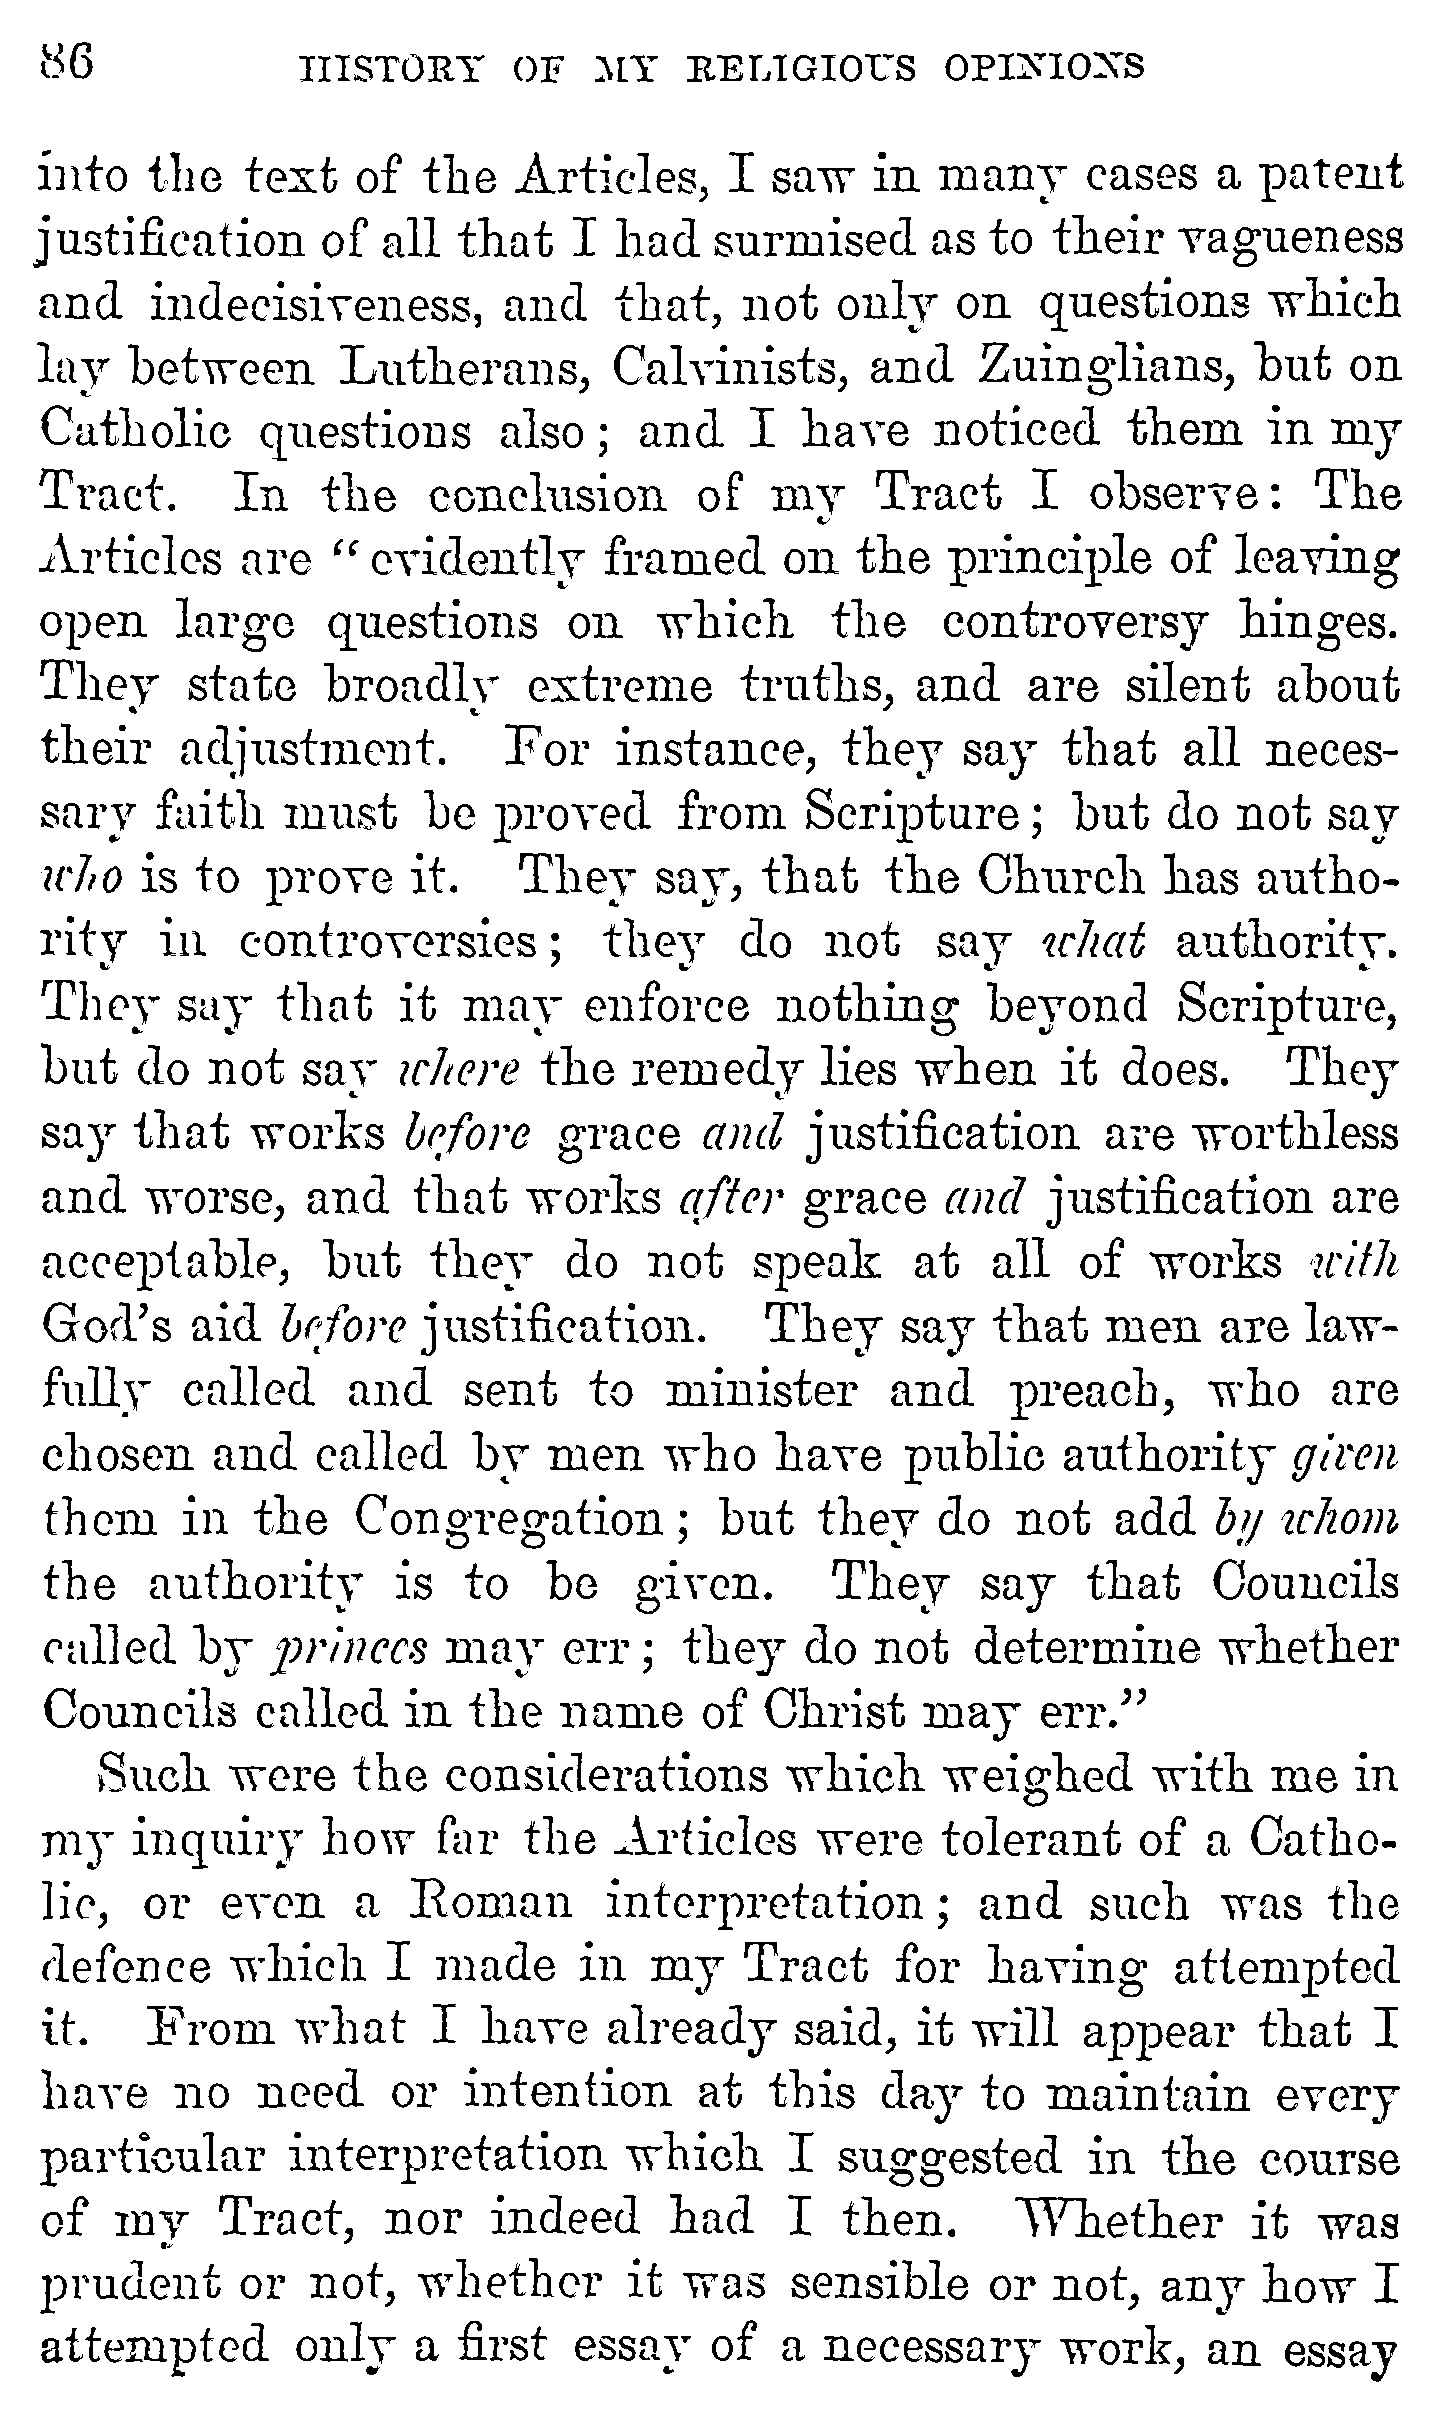 86 HISTORY OF MY RELIGIOUS OPINIONS
into the text of the Articles, I saw in many cases a patent
justification of all that I had surmised as to their vagueness
and indecisiveness, and that, not only on questions which
lay between Lutherans, Calvinists, and Zuinglians, but on
Catholic questions also; and I have noticed them in my
Tract. In the conclusion of my Tract I observe: The
Articles are "evidently framed on the principle of leaving
open large questions on which the controversy hinges.
They state broadly extreme truths, and are silent about
their adjustment. For instance, they say that all neces-
sary faith must be proved from Scripture; but do not say
who is to prove it. They say, that the Church has autho-
rity in controversies; they do not say what authority.
They say that it may enforce nothing beyond Scripture,
but do not say where the remedy lies when it does. They
say that works before grace and justification are worthless
and worse, and that works after grace and justification are
acceptable, but they do not speak at all of works with
God's aid before justification. They say that men are law-
fully called and sent to minister and preach, who are
chosen and called by men who have public authority given
them in the Congregation; but they do not add by whom
the authority is to be given. They say that Councils
called by princes may err; they do not determine whether
Councils called in the name of Christ may err."
Such were the considerations which weighed with me in
my inquiry how far the Articles were tolerant of a Catho-
lic, or even a Roman interpretation; and such was the
defence which I made in my Tract for having attempted
it. From what I have already said, it will appear that I
have no need or intention at this day to maintain every
particular interpretation which I suggested in the course
of my Tract, nor indeed had I then. Whether it was
prudent or not, whether it was sensible or not, any how I
attempted only a first essay of a necessary work, an essay